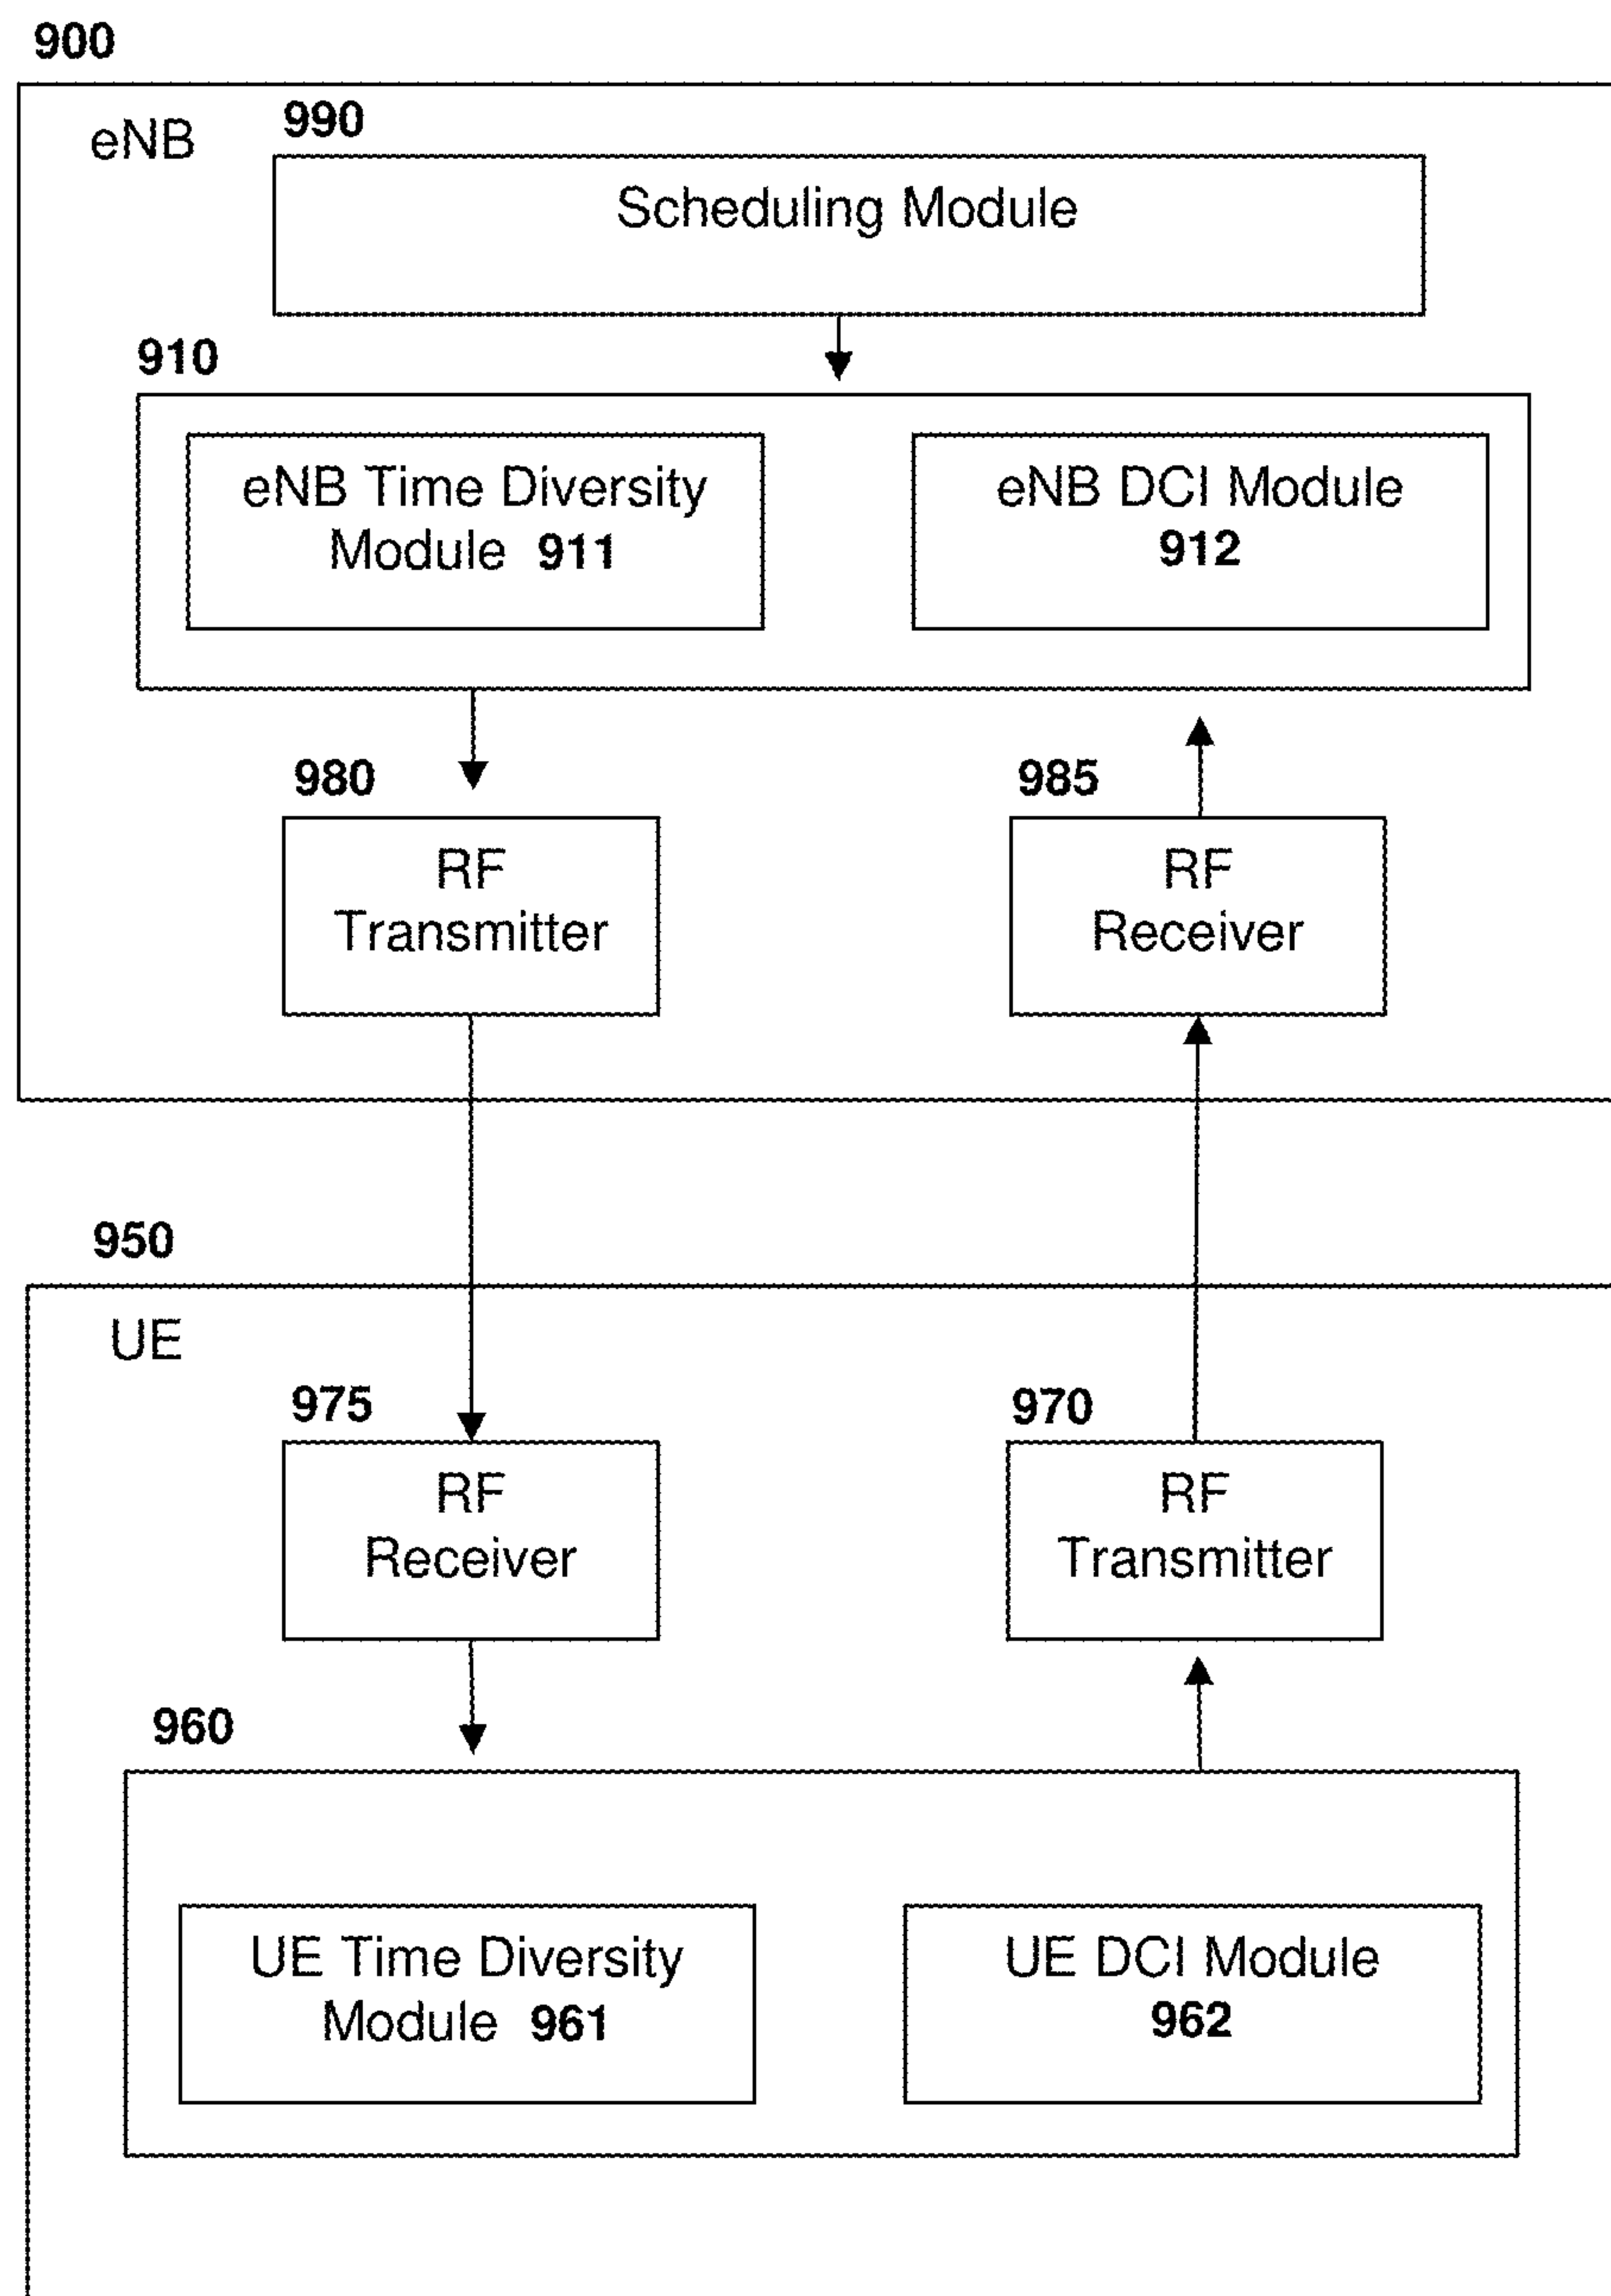 900
eNB
990
Scheduling Module
910
eNB Time Diversity
Module 911
eNB DCI Module
912
980
985
RF
Transmitter
RF
Receiver
950
UE
975
970
RF
Receiver
RF
Transmitter
960
UE Time Diversity
Module 961
UE DCI Module
962